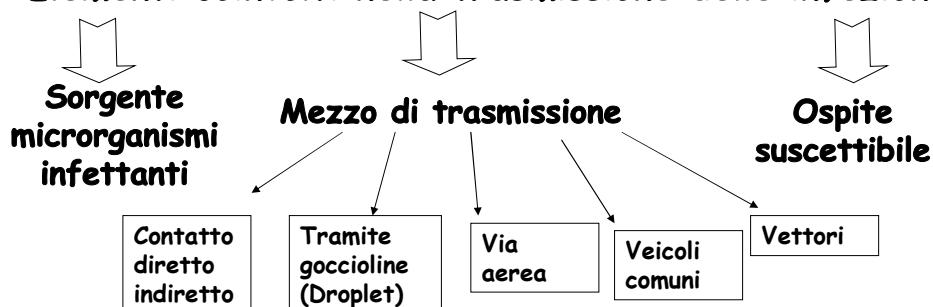 Sorgente
microrganismi
infettanti
Mezzo di trasmissione
Ospite
suscettibile
Contatto
diretto
indiretto
Tramite
goccioline
(Droplet)
Via
aerea
Veicoli
comuni
Vettori